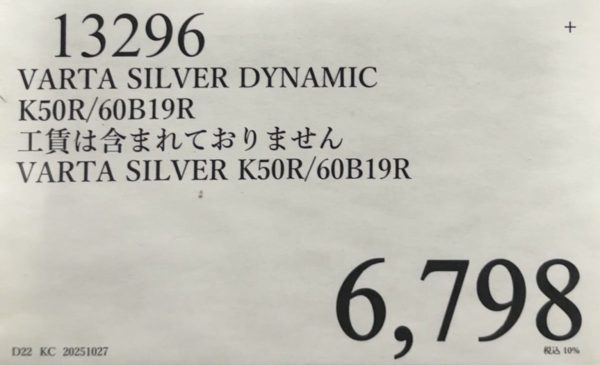 13296
+
VARTA SILVER DYNAMIC
K50R/60B19R
工賃は含まれておりません
VARTA SILVER K50R/60B19R
6,798
D22 KC 20251027
税込 10%